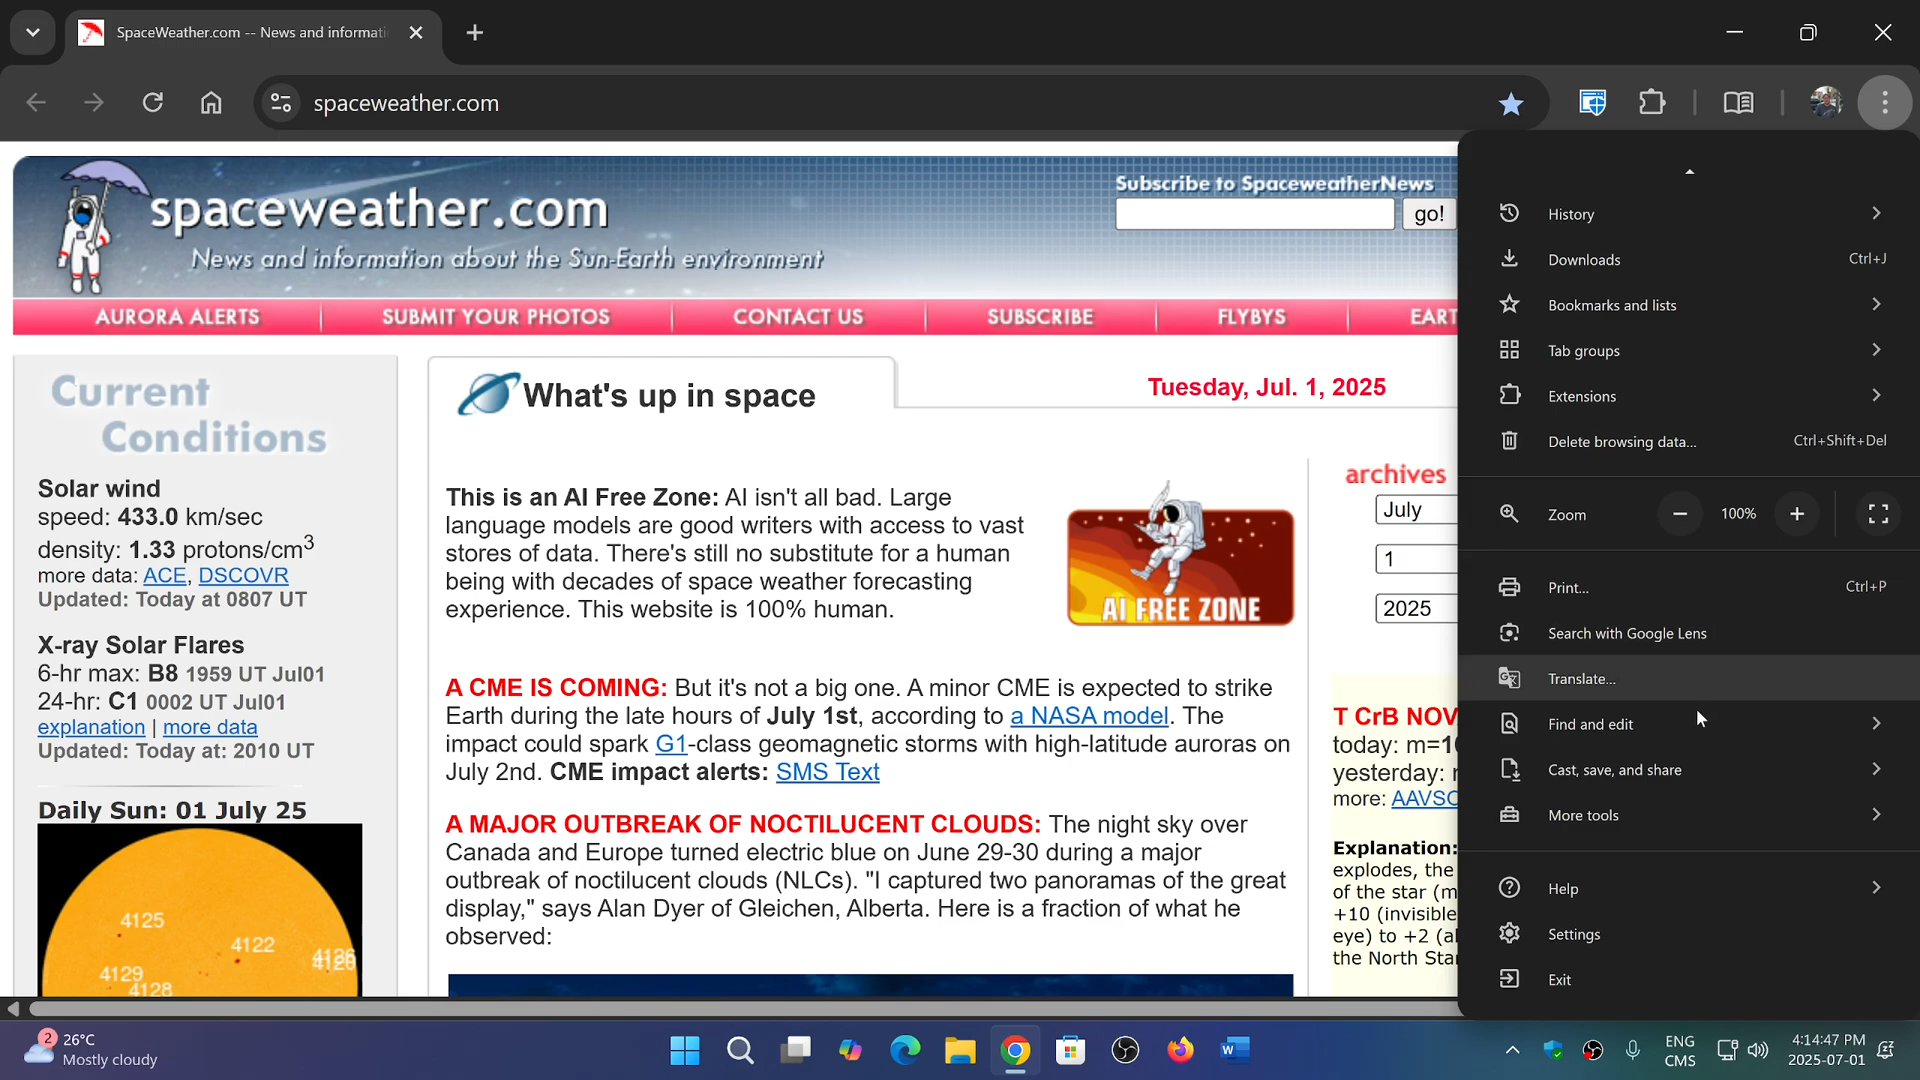 SpaceWeather.com -- News and informati
spaceweather.com
spaceweather.com
News and information about the Sun-Earth environment
Subscribe to SpaceweatherNews
go!
AURORA ALERTS
SUBMIT YOUR PHOTOS
CONTACT US
SUBSCRIBE
FLYBYS
EART
Current
Conditions
Solar wind
speed: 433.0 km/sec
density: 1.33 protons/cm3
more data: ACE, DSCOVR
Updated: Today at 0807 UT
X-ray Solar Flares
6-hr max: B8 1959 UT Jul01
24-hr: C1 0002 UT Jul01
explanation | more data
Updated: Today at: 2010 UT
Daily Sun: 01 July 25
4125
4122
4129
4128
What's up in space
Tuesday, Jul. 1, 2025
This is an AI Free Zone: AI isn't all bad. Large
language models are good writers with access to vast
stores of data. There's still no substitute for a human
being with decades of space weather forecasting
experience. This website is 100% human.
AI FREE ZONE
A CME IS COMING: But it's not a big one. A minor CME is expected to strike
Earth during the late hours of July 1st, according to a NASA model. The
impact could spark G1-class geomagnetic storms with high-latitude auroras on
July 2nd. CME impact alerts: SMS Text
A MAJOR OUTBREAK OF NOCTILUCENT CLOUDS: The night sky over
Canada and Europe turned electric blue on June 29-30 during a major
outbreak of noctilucent clouds (NLCs). "I captured two panoramas of the great
display," says Alan Dyer of Gleichen, Alberta. Here is a fraction of what he
observed:
archives
July
1
2025
T CrB NOV
today: m=1
yesterday:
more: AAVSO
Explanation:
explodes, the
of the star (m
+10 (invisible
eye) to +2 (a
the North Sta
History
Downloads Ctrl+J
Bookmarks and lists
Tab groups
Extensions
Delete browsing data... Ctrl+Shift+Del
Zoom 100%
Print... Ctrl+P
Search with Google Lens
Translate...
Find and edit
Cast, save, and share
More tools
Help
Settings
Exit
2
26°C
Mostly cloudy
ENG
CMS
4:14:47 PM
2025-07-01